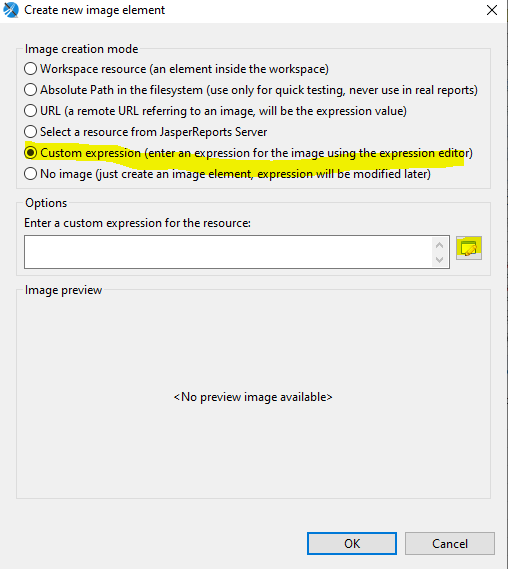 Create new image element
Image creation mode
Workspace resource (an element inside the workspace)
Absolute Path in the filesystem (use only for quick testing, never use in real reports)
URL (a remote URL referring to an image, will be the expression value)
Select a resource from JasperReports Server
Custom expression (enter an expression for the image using the expression editor)
No image (just create an image element, expression will be modified later)
Options
Enter a custom expression for the resource:
Image preview
<No preview image available>
OK
Cancel